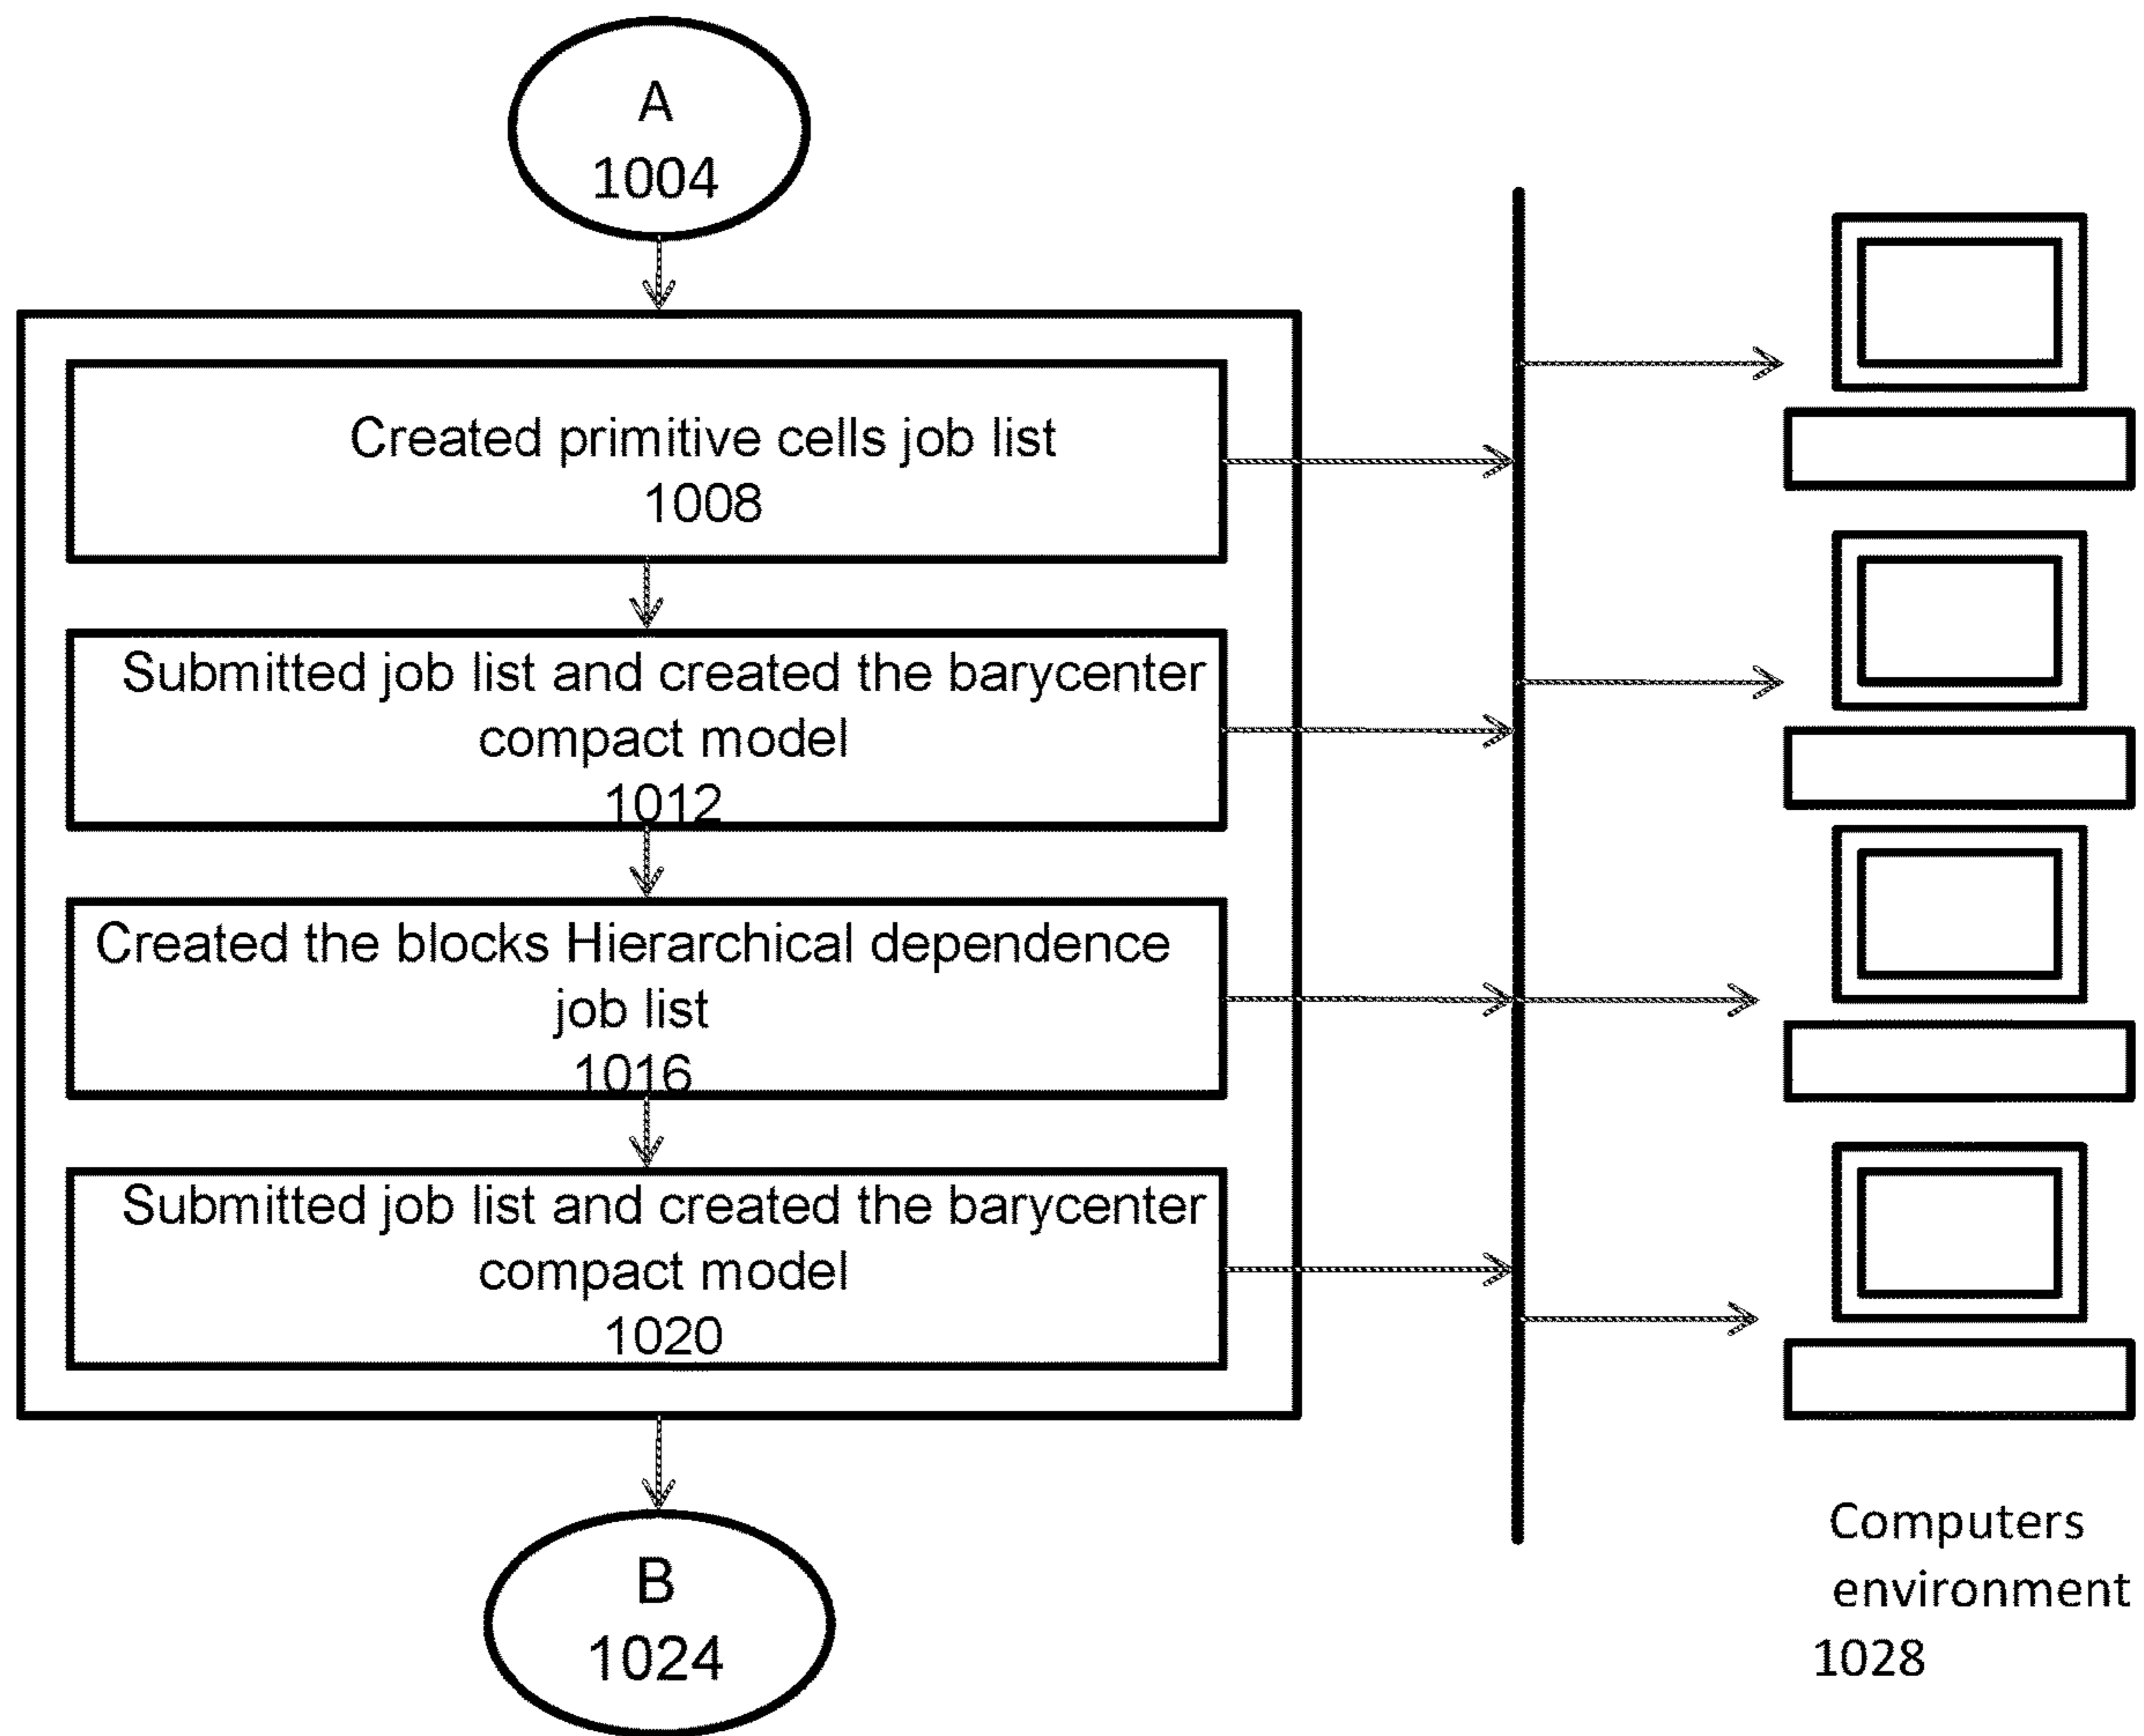 A
1004
Created primitive cells job list
1008
Submitted job list and created the barycenter
compact model
1012
Created the blocks Hierarchical dependence
job list
1016
Submitted job list and created the barycenter
compact model
1020
B
1024
Computers
environment
1028